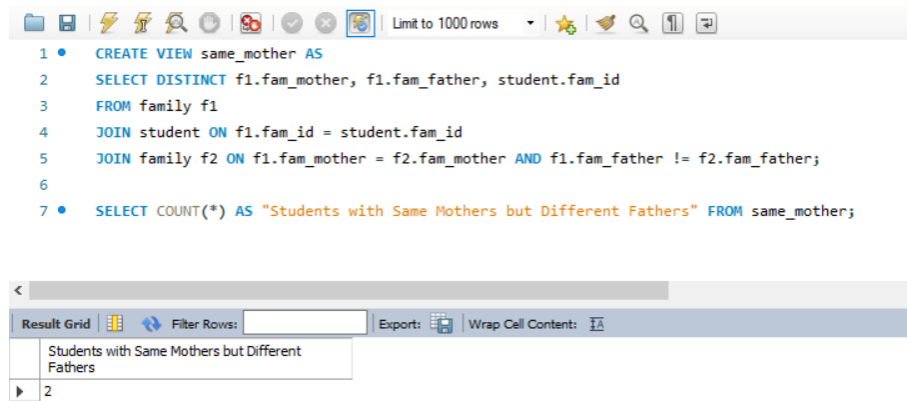 Limit to 1000 rows
1 CREATE VIEW same_mother AS
2 SELECT DISTINCT f1.fam_mother, f1.fam_father, student.fam_id
3 FROM family f1
4 JOIN student ON f1.fam_id = student.fam_id
5 JOIN family f2 ON f1.fam_mother = f2.fam_mother AND f1.fam_father != f2.fam_father;
6
7 SELECT COUNT(*) AS "Students with Same Mothers but Different Fathers" FROM same_mother;
Result Grid Filter Rows: Export: Wrap Cell Content: IA
Students with Same Mothers but Different
Fathers
2